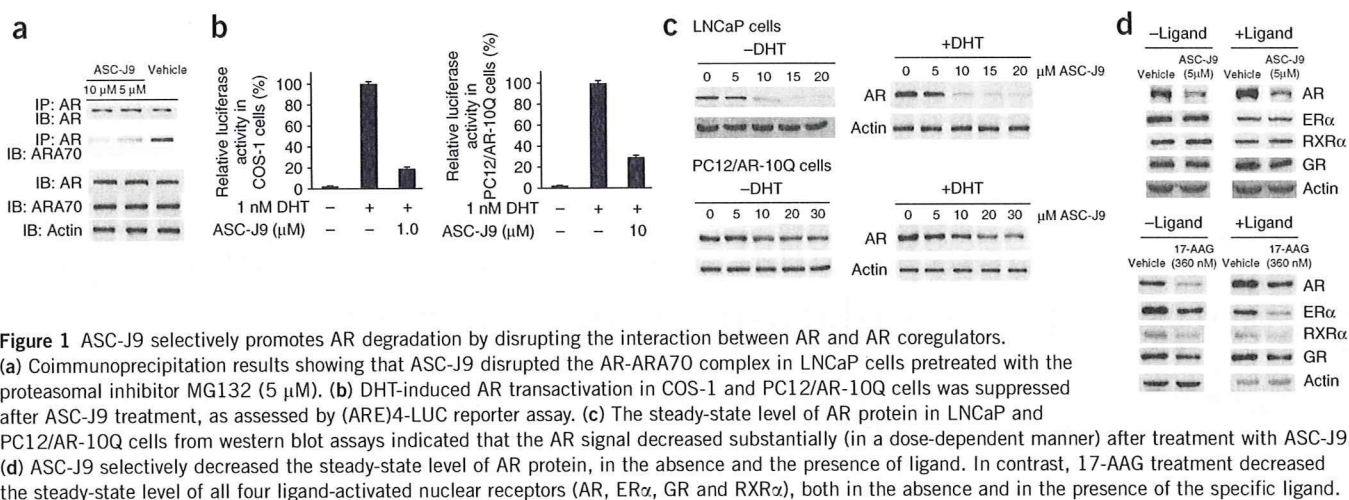 a
ASC-J9 Vehicle
10 μM 5 μM
IP: AR
IB: AR
IP: AR
IB: ARA70
IB: AR
IB: ARA70
IB: Actin
b
Relative luciferase
activity in
COS-1 cells (%)
100
80
60
40
20
0
1 nM DHT – + +
ASC-J9 (μM) – – 1.0
Relative luciferase
activity in
PC12/AR-10Q cells (%)
100
80
60
40
20
0
1 nM DHT – + +
ASC-J9 (μM) – – 10
c
LNCaP cells
–DHT
0 5 10 15 20
+DHT
0 5 10 15 20 μM ASC-J9
AR
Actin
PC12/AR-10Q cells
–DHT
0 5 10 20 30
+DHT
0 5 10 20 30 μM ASC-J9
AR
Actin
d
–Ligand +Ligand
ASC-J9 ASC-J9
Vehicle (5μM) Vehicle (5μM)
AR
ERα
RXRα
GR
Actin
–Ligand +Ligand
17-AAG 17-AAG
Vehicle (360 nM) Vehicle (360 nM)
AR
ERα
RXRα
GR
Actin
Figure 1 ASC-J9 selectively promotes AR degradation by disrupting the interaction between AR and AR coregulators.
(a) Coimmunoprecipitation results showing that ASC-J9 disrupted the AR-ARA70 complex in LNCaP cells pretreated with the
proteasomal inhibitor MG132 (5 μM). (b) DHT-induced AR transactivation in COS-1 and PC12/AR-10Q cells was suppressed
after ASC-J9 treatment, as assessed by (ARE)4-LUC reporter assay. (c) The steady-state level of AR protein in LNCaP and
PC12/AR-10Q cells from western blot assays indicated that the AR signal decreased substantially (in a dose-dependent manner) after treatment with ASC-J9
(d) ASC-J9 selectively decreased the steady-state level of AR protein, in the absence and the presence of ligand. In contrast, 17-AAG treatment decreased
the steady-state level of all four ligand-activated nuclear receptors (AR, ERα, GR and RXRα), both in the absence and in the presence of the specific ligand.